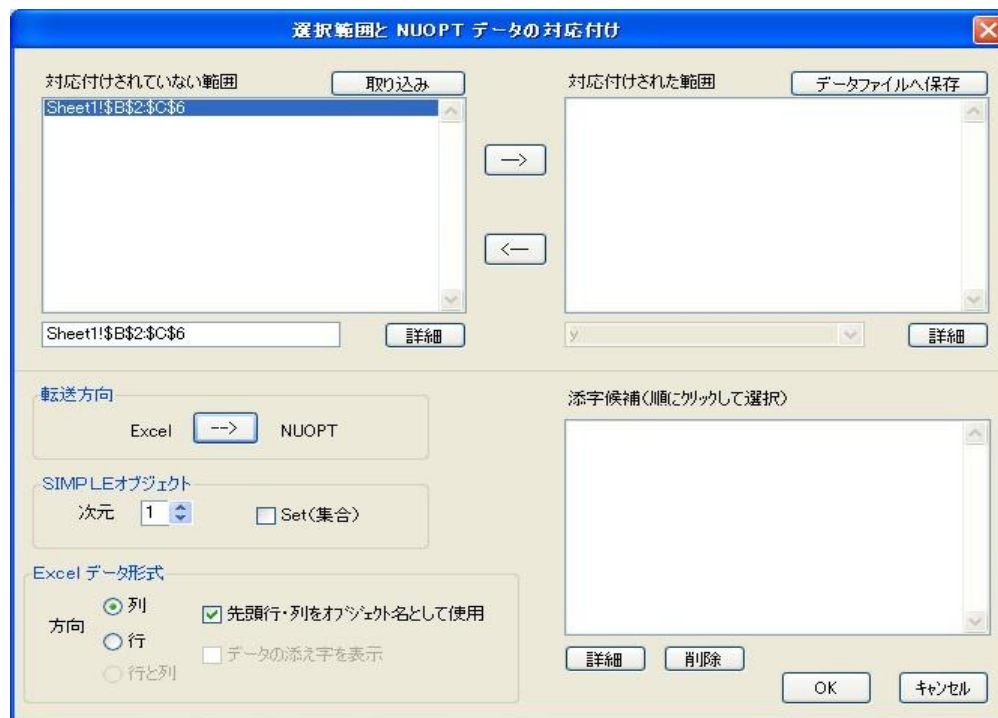 選択範囲と NUOPT データの対応付け
対応付けされていない範囲
取り込み
対応付けされた範囲
データファイルへ保存
Sheet1!$B$2:$C$6
-->
<--
Sheet1!$B$2:$C$6
詳細
y
詳細
転送方向
Excel --> NUOPT
添字候補(順にクリックして選択)
SIMPLEオブジェクト
次元 1
Set(集合)
Excel データ形式
方向
列
行
行と列
先頭行・列をオブジェクト名として使用
データの添え字を表示
詳細
削除
OK
キャンセル